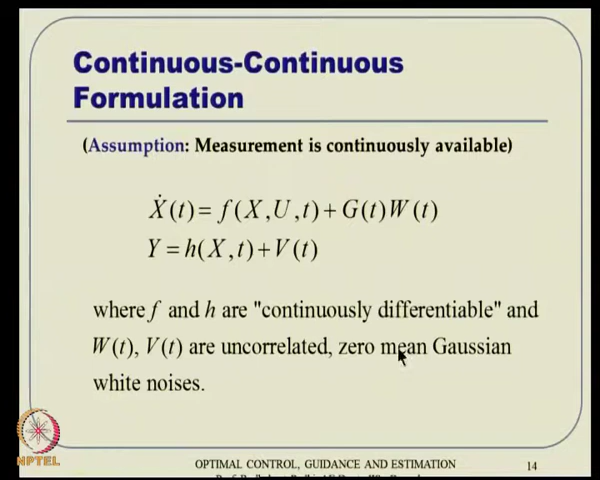 Continuous-Continuous
Formulation
(Assumption: Measurement is continuously available)
Ẋ(t) = f(X,U,t) + G(t)W(t)
Y = h(X,t) + V(t)
where f and h are "continuously differentiable" and
W(t), V(t) are uncorrelated, zero mean Gaussian
white noises.
NPTEL
OPTIMAL CONTROL, GUIDANCE AND ESTIMATION
14